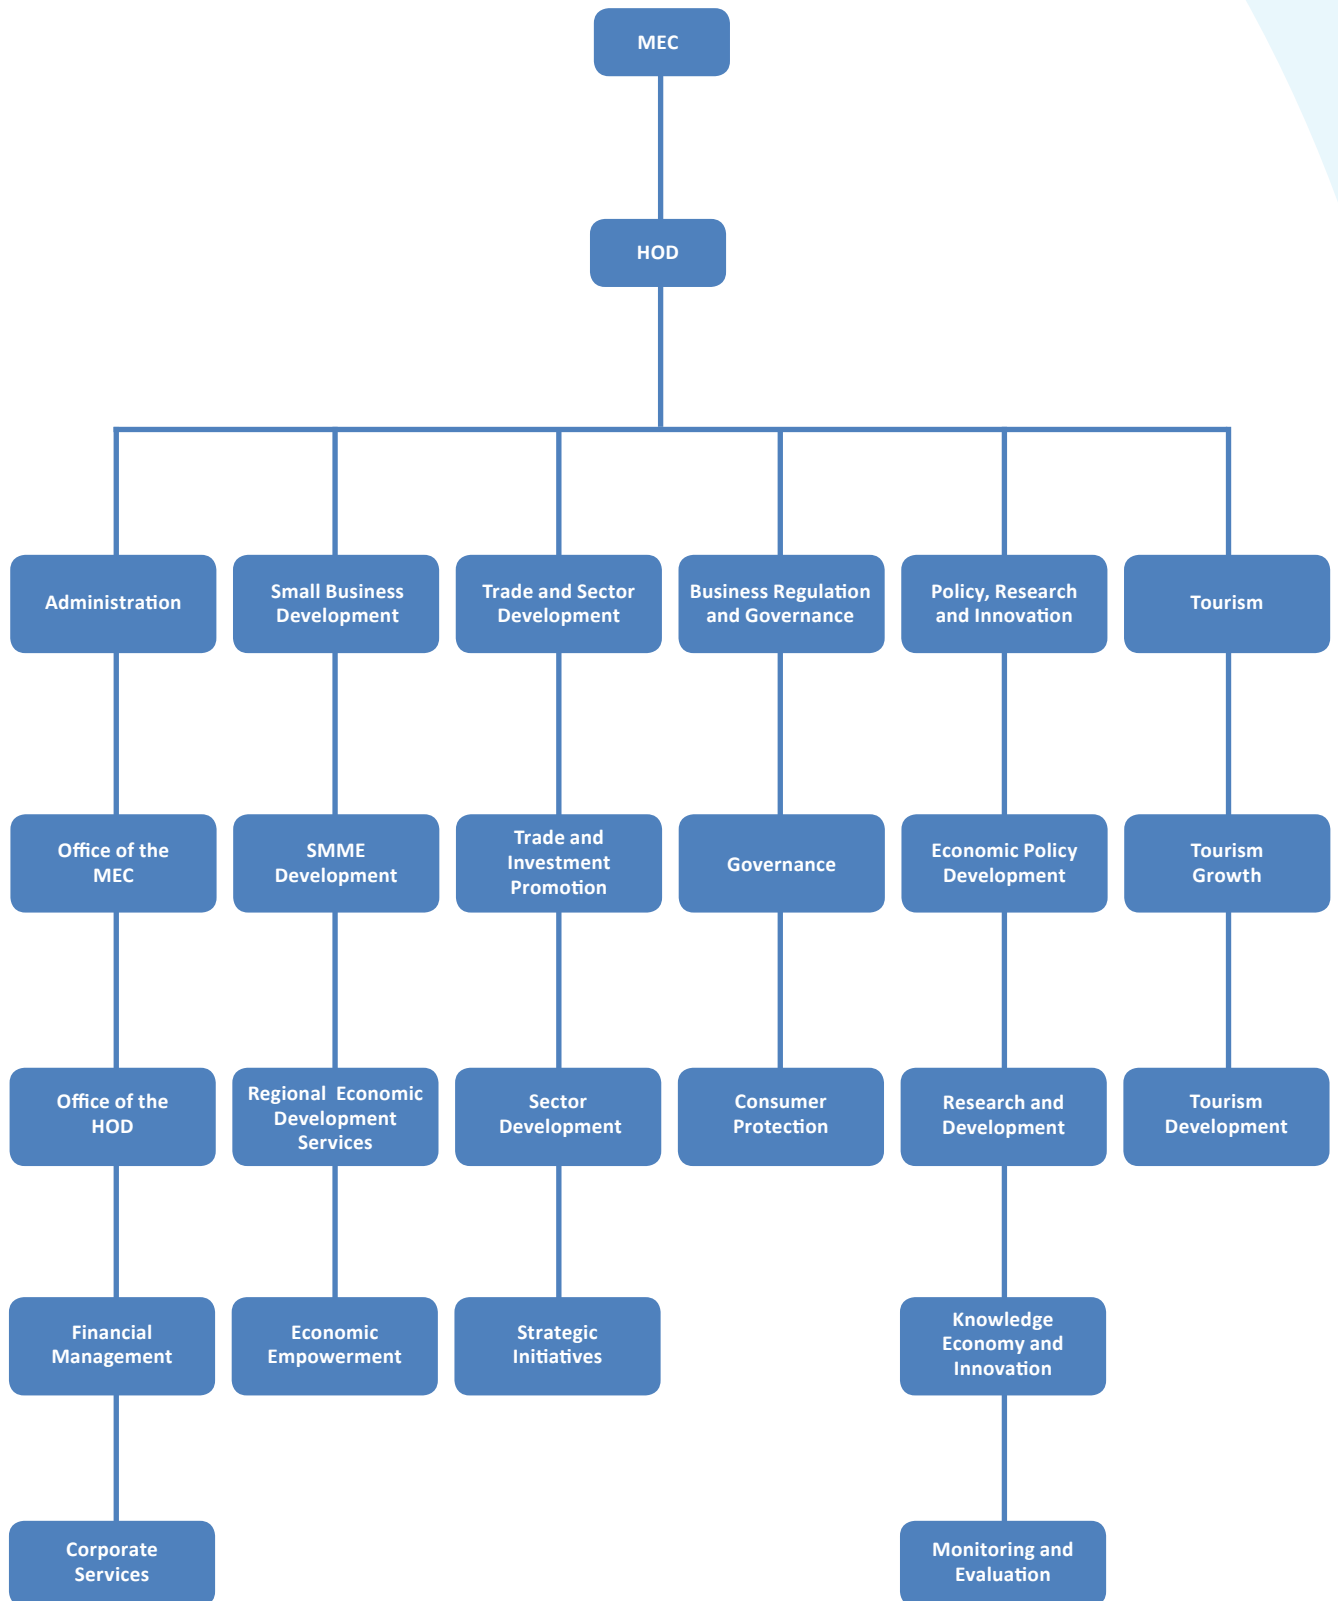 MEC
HOD
Administration
Small Business
Development
Trade and Sector
Development
Business Regulation
and Governance
Policy, Research
and Innovation
Tourism
Office of the
MEC
SMME
Development
Trade and
Investment
Promotion
Governance
Economic Policy
Development
Tourism
Growth
Office of the
HOD
Regional Economic
Development
Services
Sector
Development
Consumer
Protection
Research and
Development
Tourism
Development
Financial
Management
Economic
Empowerment
Strategic
Initiatives
Knowledge
Economy and
Innovation
Corporate
Services
Monitoring and
Evaluation